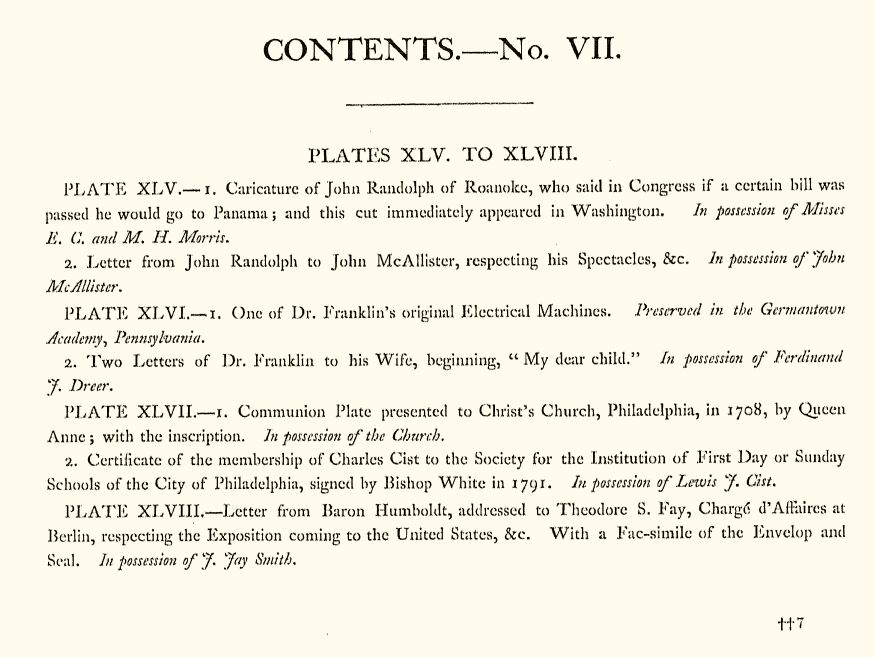 CONTENTS.—No. VII.
PLATES XLV. TO XLVIII.
PLATE XLV.—1. Caricature of John Randolph of Roanoke, who said in Congress if a certain bill was
passed he would go to Panama; and this cut immediately appeared in Washington. In possession of Misses
E. C. and M. H. Morris.
2. Letter from John Randolph to John McAllister, respecting his Spectacles, &c. In possession of John
McAllister.
PLATE XLVI.—1. One of Dr. Franklin's original Electrical Machines. Preserved in the Germantown
Academy, Pennsylvania.
2. Two Letters of Dr. Franklin to his Wife, beginning, “My dear child.” In possession of Ferdinand
J. Dreer.
PLATE XLVII.—1. Communion Plate presented to Christ's Church, Philadelphia, in 1708, by Queen
Anne; with the inscription. In possession of the Church.
2. Certificate of the membership of Charles Cist to the Society for the Institution of First Day or Sunday
Schools of the City of Philadelphia, signed by Bishop White in 1791. In possession of Lewis J. Cist.
PLATE XLVIII.—Letter from Baron Humboldt, addressed to Theodore S. Fay, Chargé d'Affaires at
Berlin, respecting the Exposition coming to the United States, &c. With a Fac-simile of the Envelop and
Seal. In possession of J. Jay Smith.
††7